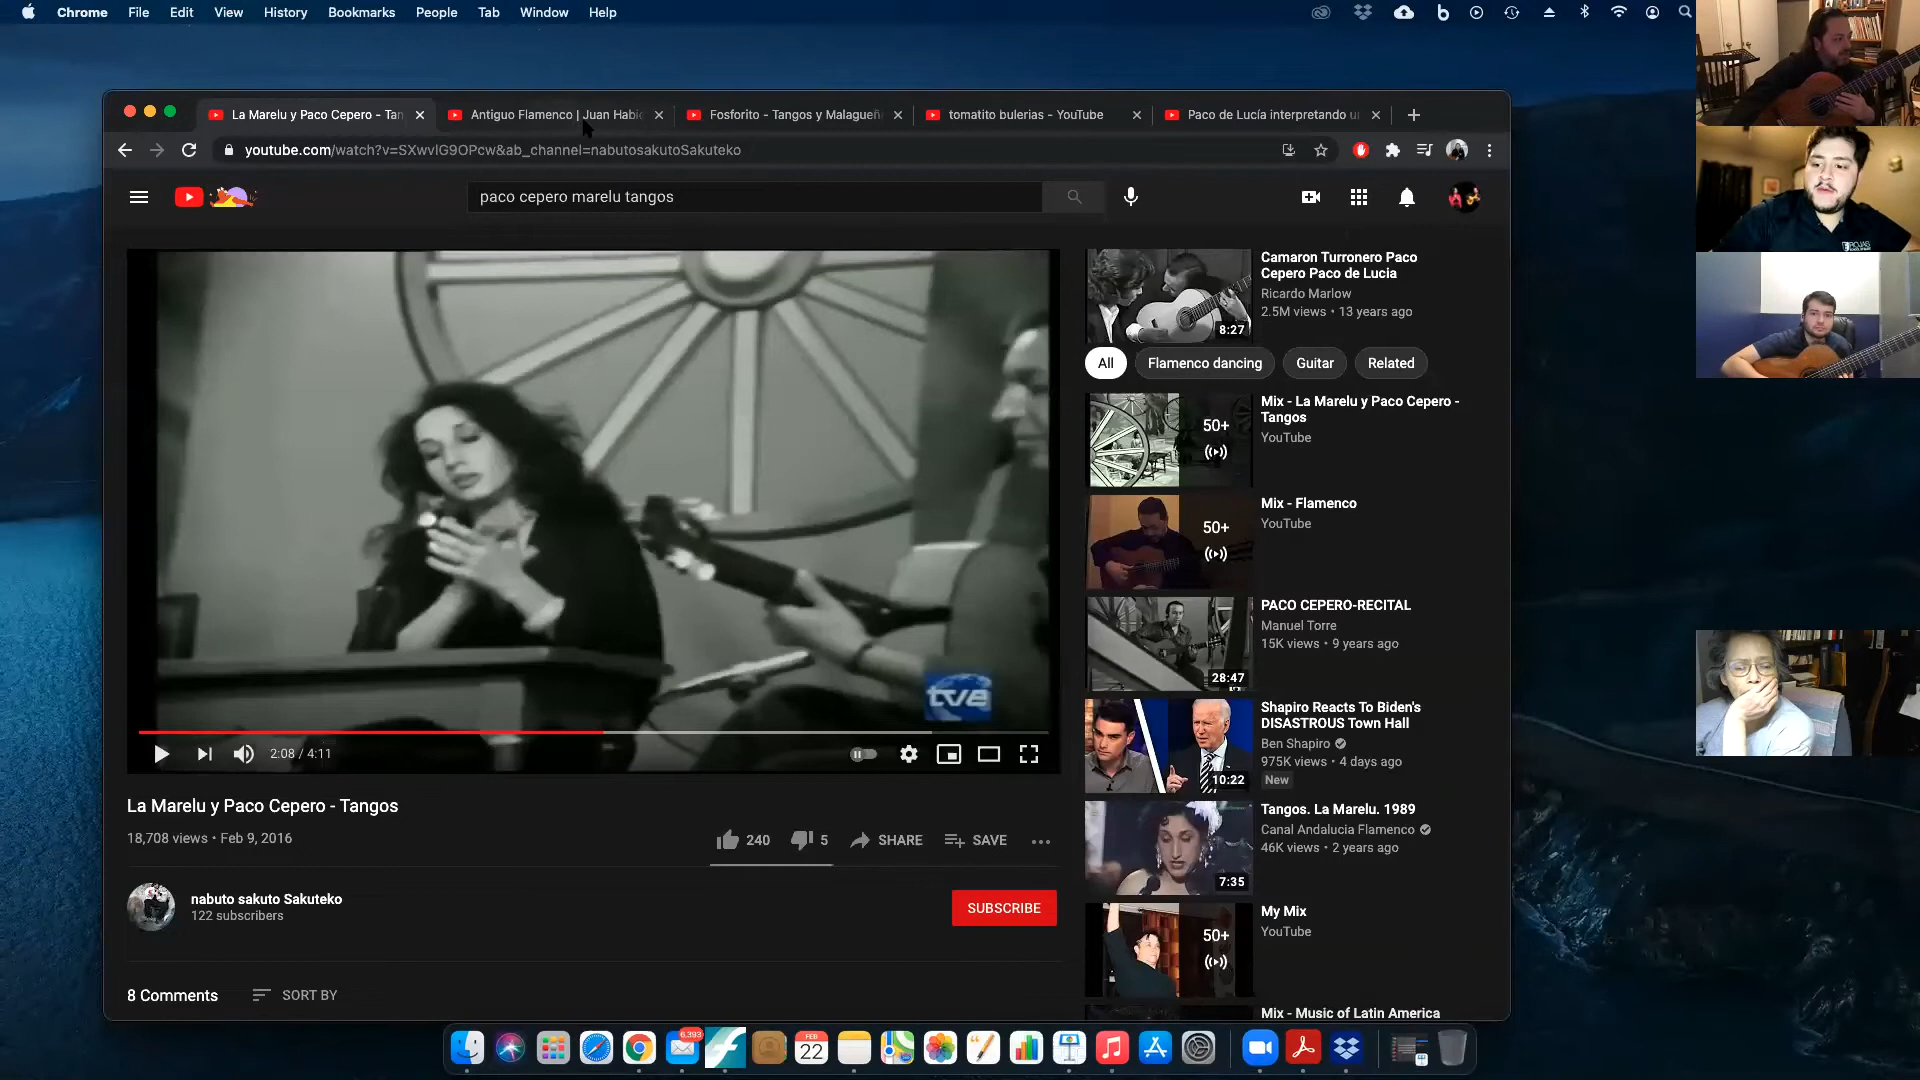 Chrome File Edit View History Bookmarks People Tab Window Help
La Marelu y Paco Cepero - Tan
Antiguo Flamenco | Juan Habi
Fosforito - Tangos y Malagueñ
tomatito bulerias - YouTube
Paco de Lucía interpretando u
youtube.com/watch?v=SXwvlG9OPcw&ab_channel=nabutosakutoSakuteko
paco cepero marelu tangos
tve
2:08 / 4:11
La Marelu y Paco Cepero - Tangos
18,708 views • Feb 9, 2016
240 5 SHARE SAVE
nabuto sakuto Sakuteko
122 subscribers
SUBSCRIBE
8 Comments SORT BY
Camaron Turronero Paco
Cepero Paco de Lucia
Ricardo Marlow
2.5M views • 13 years ago
8:27
All Flamenco dancing Guitar Related
Mix - La Marelu y Paco Cepero -
Tangos
YouTube
50+
Mix - Flamenco
YouTube
50+
PACO CEPERO-RECITAL
Manuel Torre
15K views • 9 years ago
28:47
Shapiro Reacts To Biden's
DISASTROUS Town Hall
Ben Shapiro
975K views • 4 days ago
New
10:22
Tangos. La Marelu. 1989
Canal Andalucia Flamenco
46K views • 2 years ago
7:35
My Mix
YouTube
50+
Mix - Music of Latin America
6,393
FEB
22
ROJAS